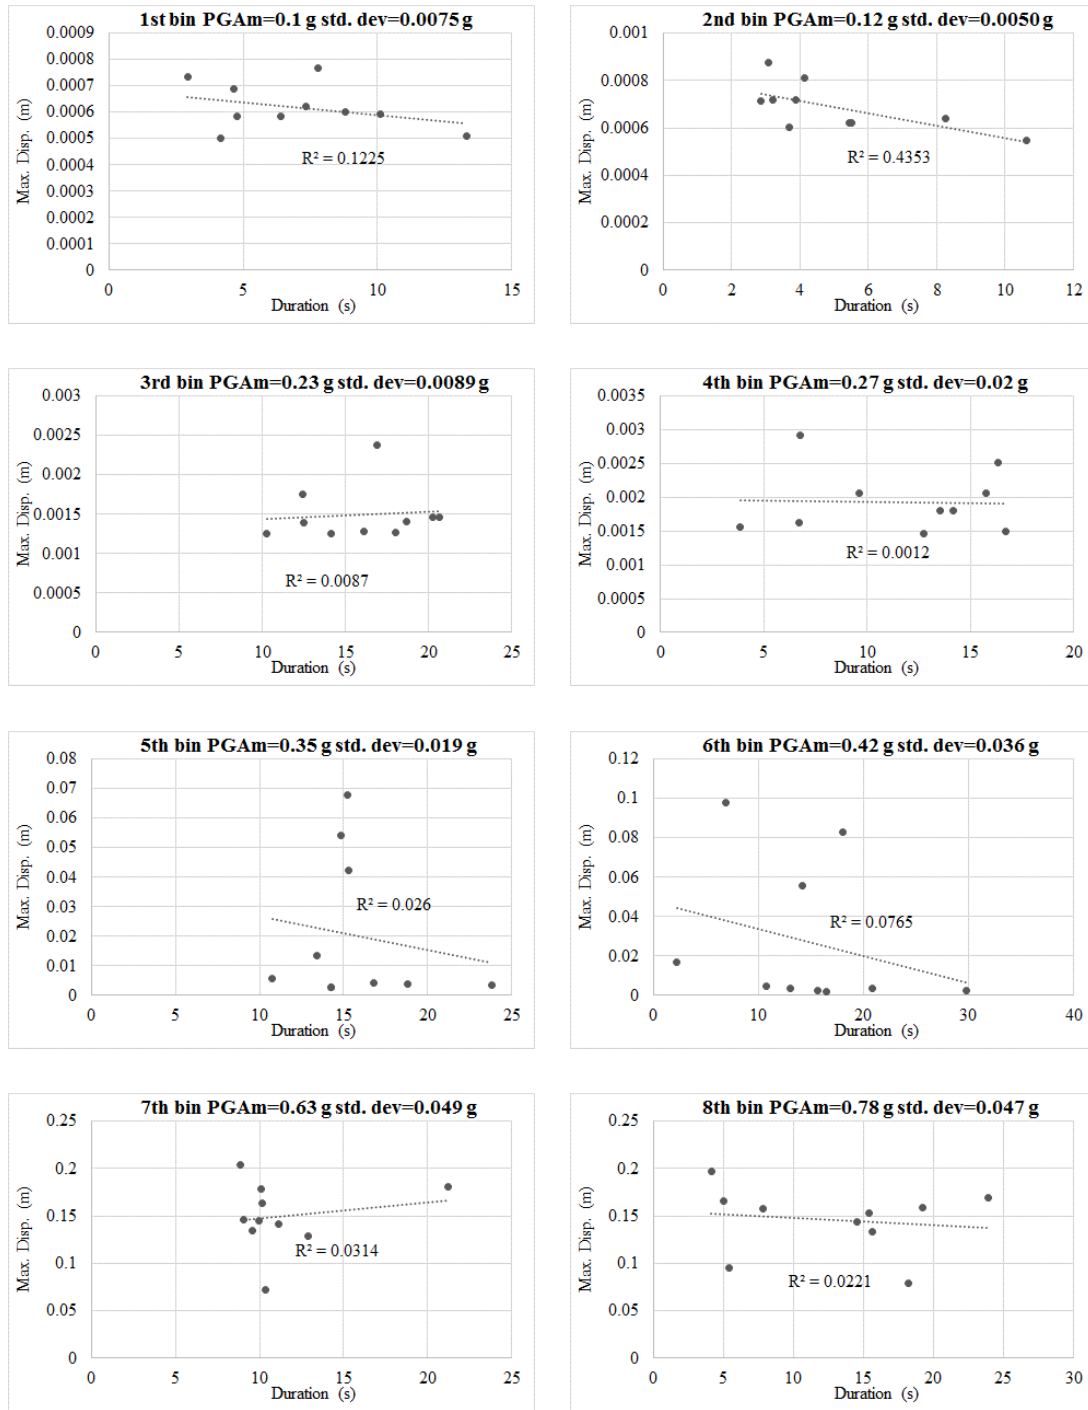 1st bin PGAm=0.1 g std. dev=0.0075 g
0.0009
0.0008
0.0007
0.0006
0.0005
0.0004
0.0003
0.0002
0.0001
0
Max. Disp. (m)
R² = 0.1225
0 5 10 15
Duration (s)
2nd bin PGAm=0.12 g std. dev=0.0050 g
0.001
0.0008
0.0006
0.0004
0.0002
0
Max. Disp. (m)
R² = 0.4353
0 2 4 6 8 10 12
Duration (s)
3rd bin PGAm=0.23 g std. dev=0.0089 g
0.003
0.0025
0.002
0.0015
0.001
0.0005
0
Max. Disp. (m)
R² = 0.0087
0 5 10 15 20 25
Duration (s)
4th bin PGAm=0.27 g std. dev=0.02 g
0.0035
0.003
0.0025
0.002
0.0015
0.001
0.0005
0
Max. Disp. (m)
R² = 0.0012
0 5 10 15 20
Duration (s)
5th bin PGAm=0.35 g std. dev=0.019 g
0.08
0.07
0.06
0.05
0.04
0.03
0.02
0.01
0
Max. Disp. (m)
R² = 0.026
0 5 10 15 20 25
Duration (s)
6th bin PGAm=0.42 g std. dev=0.036 g
0.12
0.1
0.08
0.06
0.04
0.02
0
Max. Disp. (m)
R² = 0.0765
0 10 20 30 40
Duration (s)
7th bin PGAm=0.63 g std. dev=0.049 g
0.25
0.2
0.15
0.1
0.05
0
Max. Disp. (m)
R² = 0.0314
0 5 10 15 20 25
Duration (s)
8th bin PGAm=0.78 g std. dev=0.047 g
0.25
0.2
0.15
0.1
0.05
0
Max. Disp. (m)
R² = 0.0221
0 5 10 15 20 25 30
Duration (s)